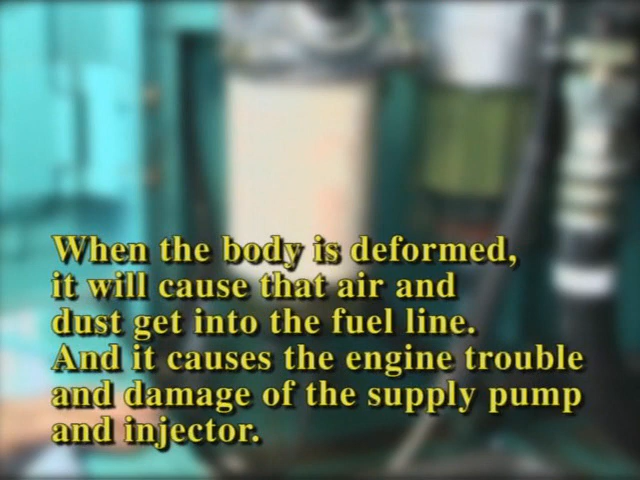 When the body is deformed,
it will cause that air and
dust get into the fuel line.
And it causes the engine trouble
and damage of the supply pump
and injector.